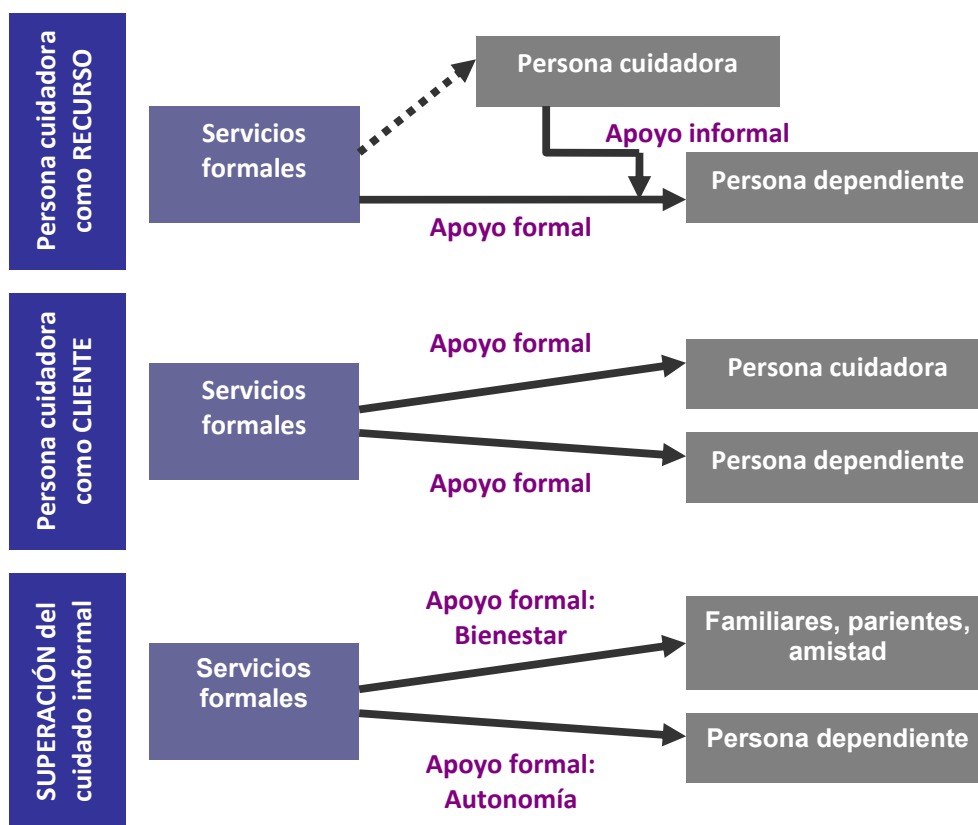 Persona cuidadora
como RECURSO
Servicios
formales
Persona cuidadora
Apoyo informal
Persona dependiente
Apoyo formal
Persona cuidadora
como CLIENTE
Servicios
formales
Apoyo formal
Persona cuidadora
Persona dependiente
Apoyo formal
SUPERACIÓN del
cuidado informal
Servicios
formales
Apoyo formal:
Bienestar
Familiares, parientes,
amistad
Persona dependiente
Apoyo formal:
Autonomía